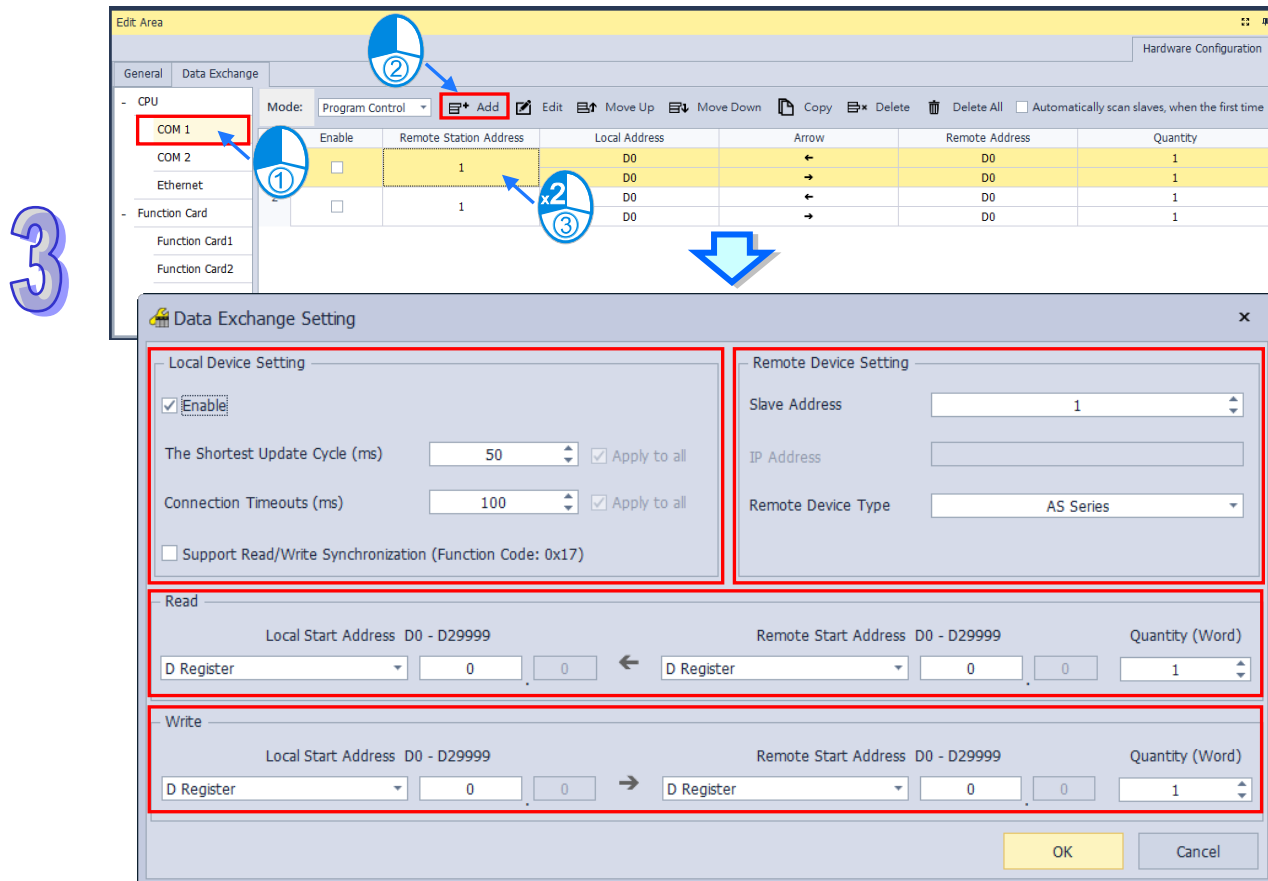 Edit Area
Hardware Configuration
General Data Exchange
- CPU
COM 1
COM 2
Ethernet
- Function Card
Function Card1
Function Card2
Mode: Program Control Add Edit Move Up Move Down Copy Delete Delete All Automatically scan slaves, when the first time
Enable Remote Station Address Local Address Arrow Remote Address Quantity
1 D0 ← D0 1
D0 → D0 1
2 1 D0 ← D0 1
D0 → D0 1
①
②
x2
③
3
Data Exchange Setting ×
Local Device Setting
Enable
The Shortest Update Cycle (ms) 50 Apply to all
Connection Timeouts (ms) 100 Apply to all
Support Read/Write Synchronization (Function Code: 0x17)
Remote Device Setting
Slave Address 1
IP Address
Remote Device Type AS Series
Read
Local Start Address D0 - D29999 Remote Start Address D0 - D29999 Quantity (Word)
D Register 0 . 0 ← D Register 0 . 0 1
Write
Local Start Address D0 - D29999 Remote Start Address D0 - D29999 Quantity (Word)
D Register 0 . 0 → D Register 0 . 0 1
OK Cancel